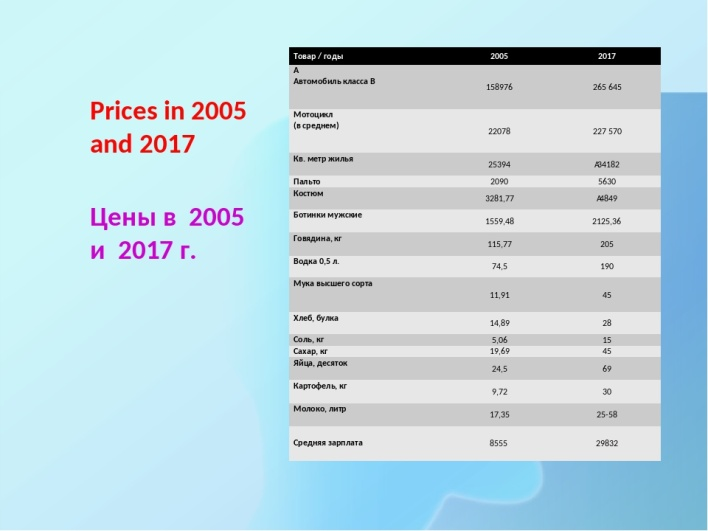 Prices in 2005
and 2017
Цены в 2005
и 2017 г.
Товар / годы 2005 2017
А
Автомобиль класса В 158976 265 645
Мотоцикл
(в среднем) 22078 227 570
Кв. метр жилья 25394 А34182
Пальто 2090 5630
Костюм 3281,77 А4849
Ботинки мужские 1559,48 2125,36
Говядина, кг 115,77 205
Водка 0,5 л. 74,5 190
Мука высшего сорта 11,91 45
Хлеб, булка 14,89 28
Соль, кг 5,06 15
Сахар, кг 19,69 45
Яйца, десяток 24,5 69
Картофель, кг 9,72 30
Молоко, литр 17,35 25-58
Средняя зарплата 8555 29832